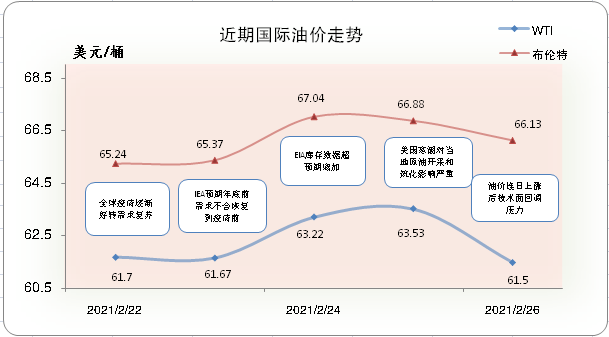 近期国际油价走势
美元/桶
WTI
布伦特
68.5
66.5
64.5
62.5
60.5
65.24
65.37
67.04
66.88
66.13
全球疫情逐渐
好转需求复苏
IEA预期年底前
需求不会恢复
到疫情前
EIA库存数据超
预期增加
美国寒潮对当
地原油开采和
炼化影响严重
油价连日上涨
后技术面回调
压力
61.7
61.67
63.22
63.53
61.5
2021/2/22
2021/2/24
2021/2/26